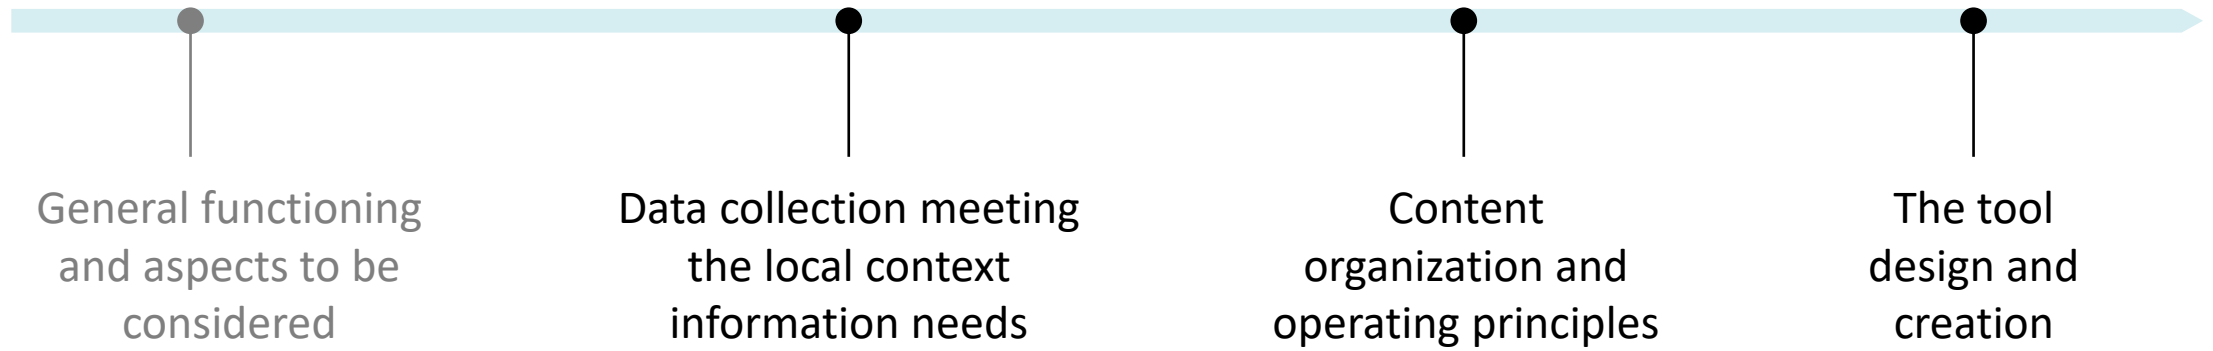 General functioning
and aspects to be
considered
Data collection meeting
the local context
information needs
Content
organization and
operating principles
The tool
design and
creation